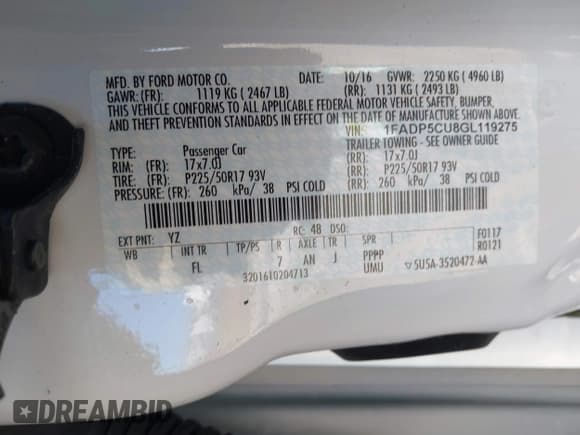 MFD. BY FORD MOTOR CO. DATE: 10/16 GVWR: 2250 KG ( 4960 LB)
GAWR: (FR): 1119 KG ( 2467 LB) (RR): 1131 KG ( 2493 LB)
THIS VEHICLE CONFORMS TO ALL APPLICABLE FEDERAL MOTOR VEHICLE SAFETY, BUMPER,
AND THEFT PREVENTION STANDARDS IN EFFECT ON THE DATE OF MANUFACTURE SHOWN ABOVE
VIN: 1FADP5CU8GL119275
TYPE: Passenger Car TRAILER TOWING - SEE OWNER GUIDE
RIM: (FR): 17x7.0J (RR): 17x7.0J
TIRE: (FR): P225/50R17 93V (RR): P225/50R17 93V
PRESSURE: (FR): 260 kPa/ 38 PSI COLD (RR): 260 kPa/ 38 PSI COLD
EXT PNT: YZ RC: 48 DSO: F0117
WB INT TR TP/PS R AXLE TR SPR R0121
FL 7 AN J PPPP
UMU
3201610204713 5U5A-3520472-AA
DREAMBID